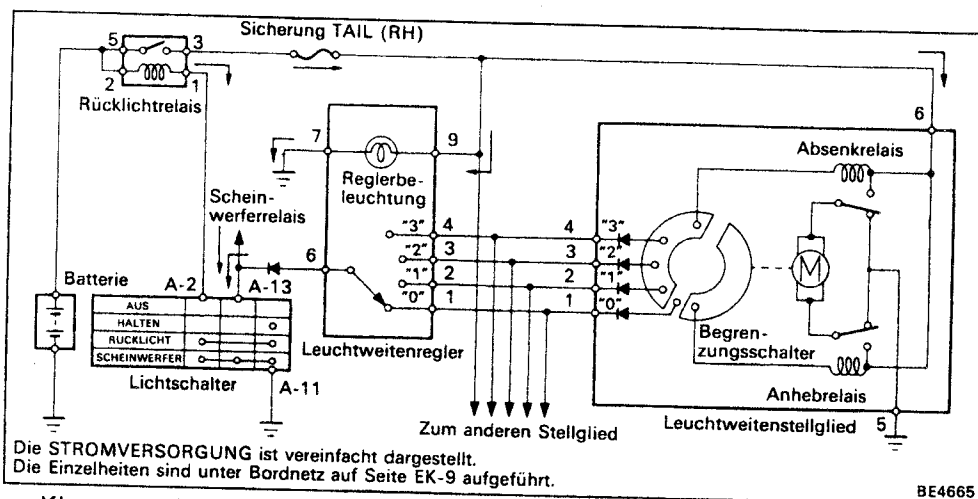 Sicherung TAIL (RH)
5
3
2
1
Rücklichtrelais
6
7
9
Absenkrelais
Reglerbe-
leuchtung
Schein-
werferrelais
"3"
4
4
"3"
"2"
3
3
"2"
6
"1"
2
2
"1"
"0"
1
1
"0"
M
Batterie
A-2
A-13
AUS
HALTEN
RÜCKLICHT
SCHEINWERFER
Lichtschalter
A-11
Leuchtweitenregler
Begren-
zungsschalter
Anhebrelais
Zum anderen Stellglied
Leuchtweitenstellglied
5
Die STROMVERSORGUNG ist vereinfacht dargestellt.
Die Einzelheiten sind unter Bordnetz auf Seite EK-9 aufgeführt.
BE4665